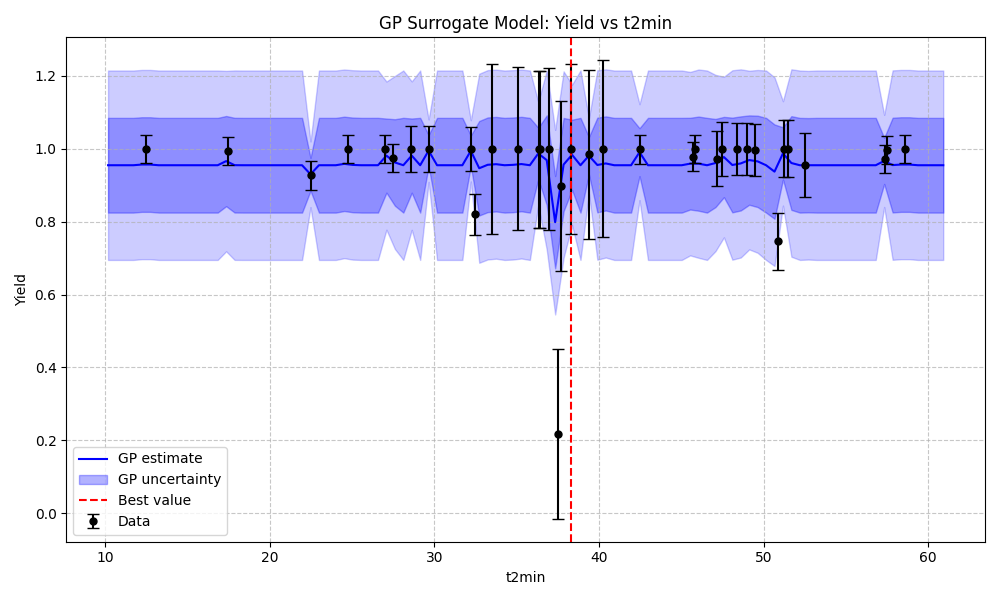 GP Surrogate Model: Yield vs t2min
Yield
1.2
1.0
0.8
0.6
0.4
0.2
0.0
GP estimate
GP uncertainty
Best value
Data
10 20 30 40 50 60
t2min